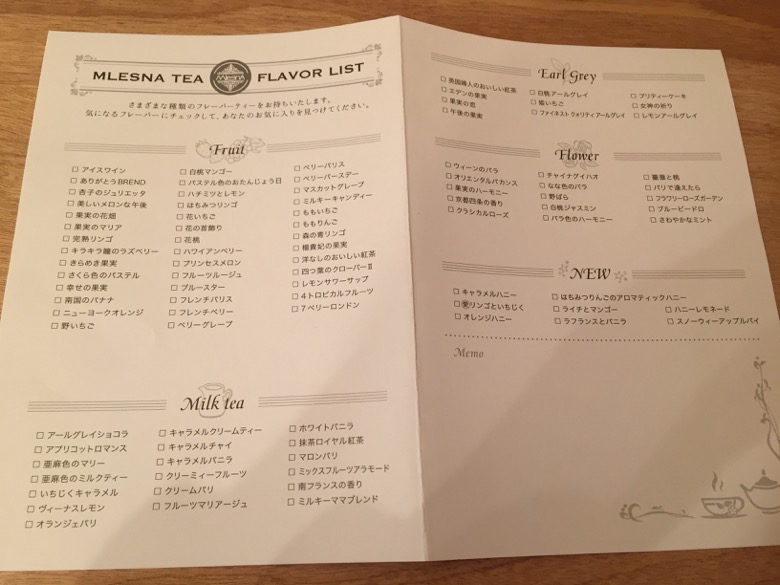 MLESNA TEA MLESNA FLAVOR LIST
さまざまな種類のフレーバーティーをお持ちいたします。
気になるフレーバーにチェックして、あなたのお気に入りを見つけてください。
Fruit
□ アイスワイン
□ ありがとうBREND
□ 杏子のジュリエッタ
□ 美しいメロンな午後
□ 果実の花畑
□ 果実のマリア
□ 完熟リンゴ
□ キラキラ瞳のラズベリー
□ きらめき果実
□ さくら色のパステル
□ 幸せの果実
□ 南国のバナナ
□ ニューヨークオレンジ
□ 野いちご
□ 白桃マンゴー
□ パステル色のおたんじょう日
□ ハチミツとレモン
□ はちみつリンゴ
□ 花いちご
□ 花の首飾り
□ 花桃
□ ハワイアンベリー
□ プリンセスメロン
□ フルーツルージュ
□ ブルースター
□ フレンチパリス
□ フレンチベリー
□ ベリーグレープ
□ ベリーパリス
□ ベリーバースデー
□ マスカットグレープ
□ ミルキーキャンディー
□ ももいちご
□ ももりんご
□ 森の青リンゴ
□ 楊貴妃の果実
□ 洋なしのおいしい紅茶
□ 四つ葉のクローバーⅡ
□ レモンサワーサップ
□ 4トロピカルフルーツ
□ 7ベリーロンドン
Milk tea
□ アールグレイショコラ
□ アプリコットロマンス
□ 亜麻色のマリー
□ 亜麻色のミルクティー
□ いちじくキャラメル
□ ヴィーナスレモン
□ オランジェパリ
□ キャラメルクリームティー
□ キャラメルチャイ
□ キャラメルバニラ
□ クリーミィーフルーツ
□ クリームパリ
□ フルーツマリアージュ
□ ホワイトバニラ
□ 抹茶ロイヤル紅茶
□ マロンパリ
□ ミックスフルーツアラモード
□ 南フランスの香り
□ ミルキーママブレンド
Earl Grey
□ 英国婦人のおいしい紅茶
□ エデンの果実
□ 果実の恋
□ 午後の果実
□ 白桃アールグレイ
□ 姫いちご
□ ファイネスト クォリティ アールグレイ
□ プリティーケーキ
□ 女神の祈り
□ レモンアールグレイ
Flower
□ ウィーンのバラ
□ オリエンタルバカンス
□ 果実のハーモニー
□ 京都四条の香り
□ クラシカルローズ
□ チャイナゲイハオ
□ なな色のバラ
□ 野ばら
□ 白桃ジャスミン
□ バラ色のハーモニー
□ 薔薇と桃
□ パリで逢えたら
□ フラワリーローズガーデン
□ ブルービードロ
□ さわやかなミント
NEW
□ キャラメルハニー
□ 蜜リンゴといちじく
□ オレンジハニー
□ はちみつりんごのアロマティックハニー
□ ライチとマンゴー
□ ラフランスとバニラ
□ ハニーレモネード
□ スノーウィーアップルパイ
Memo